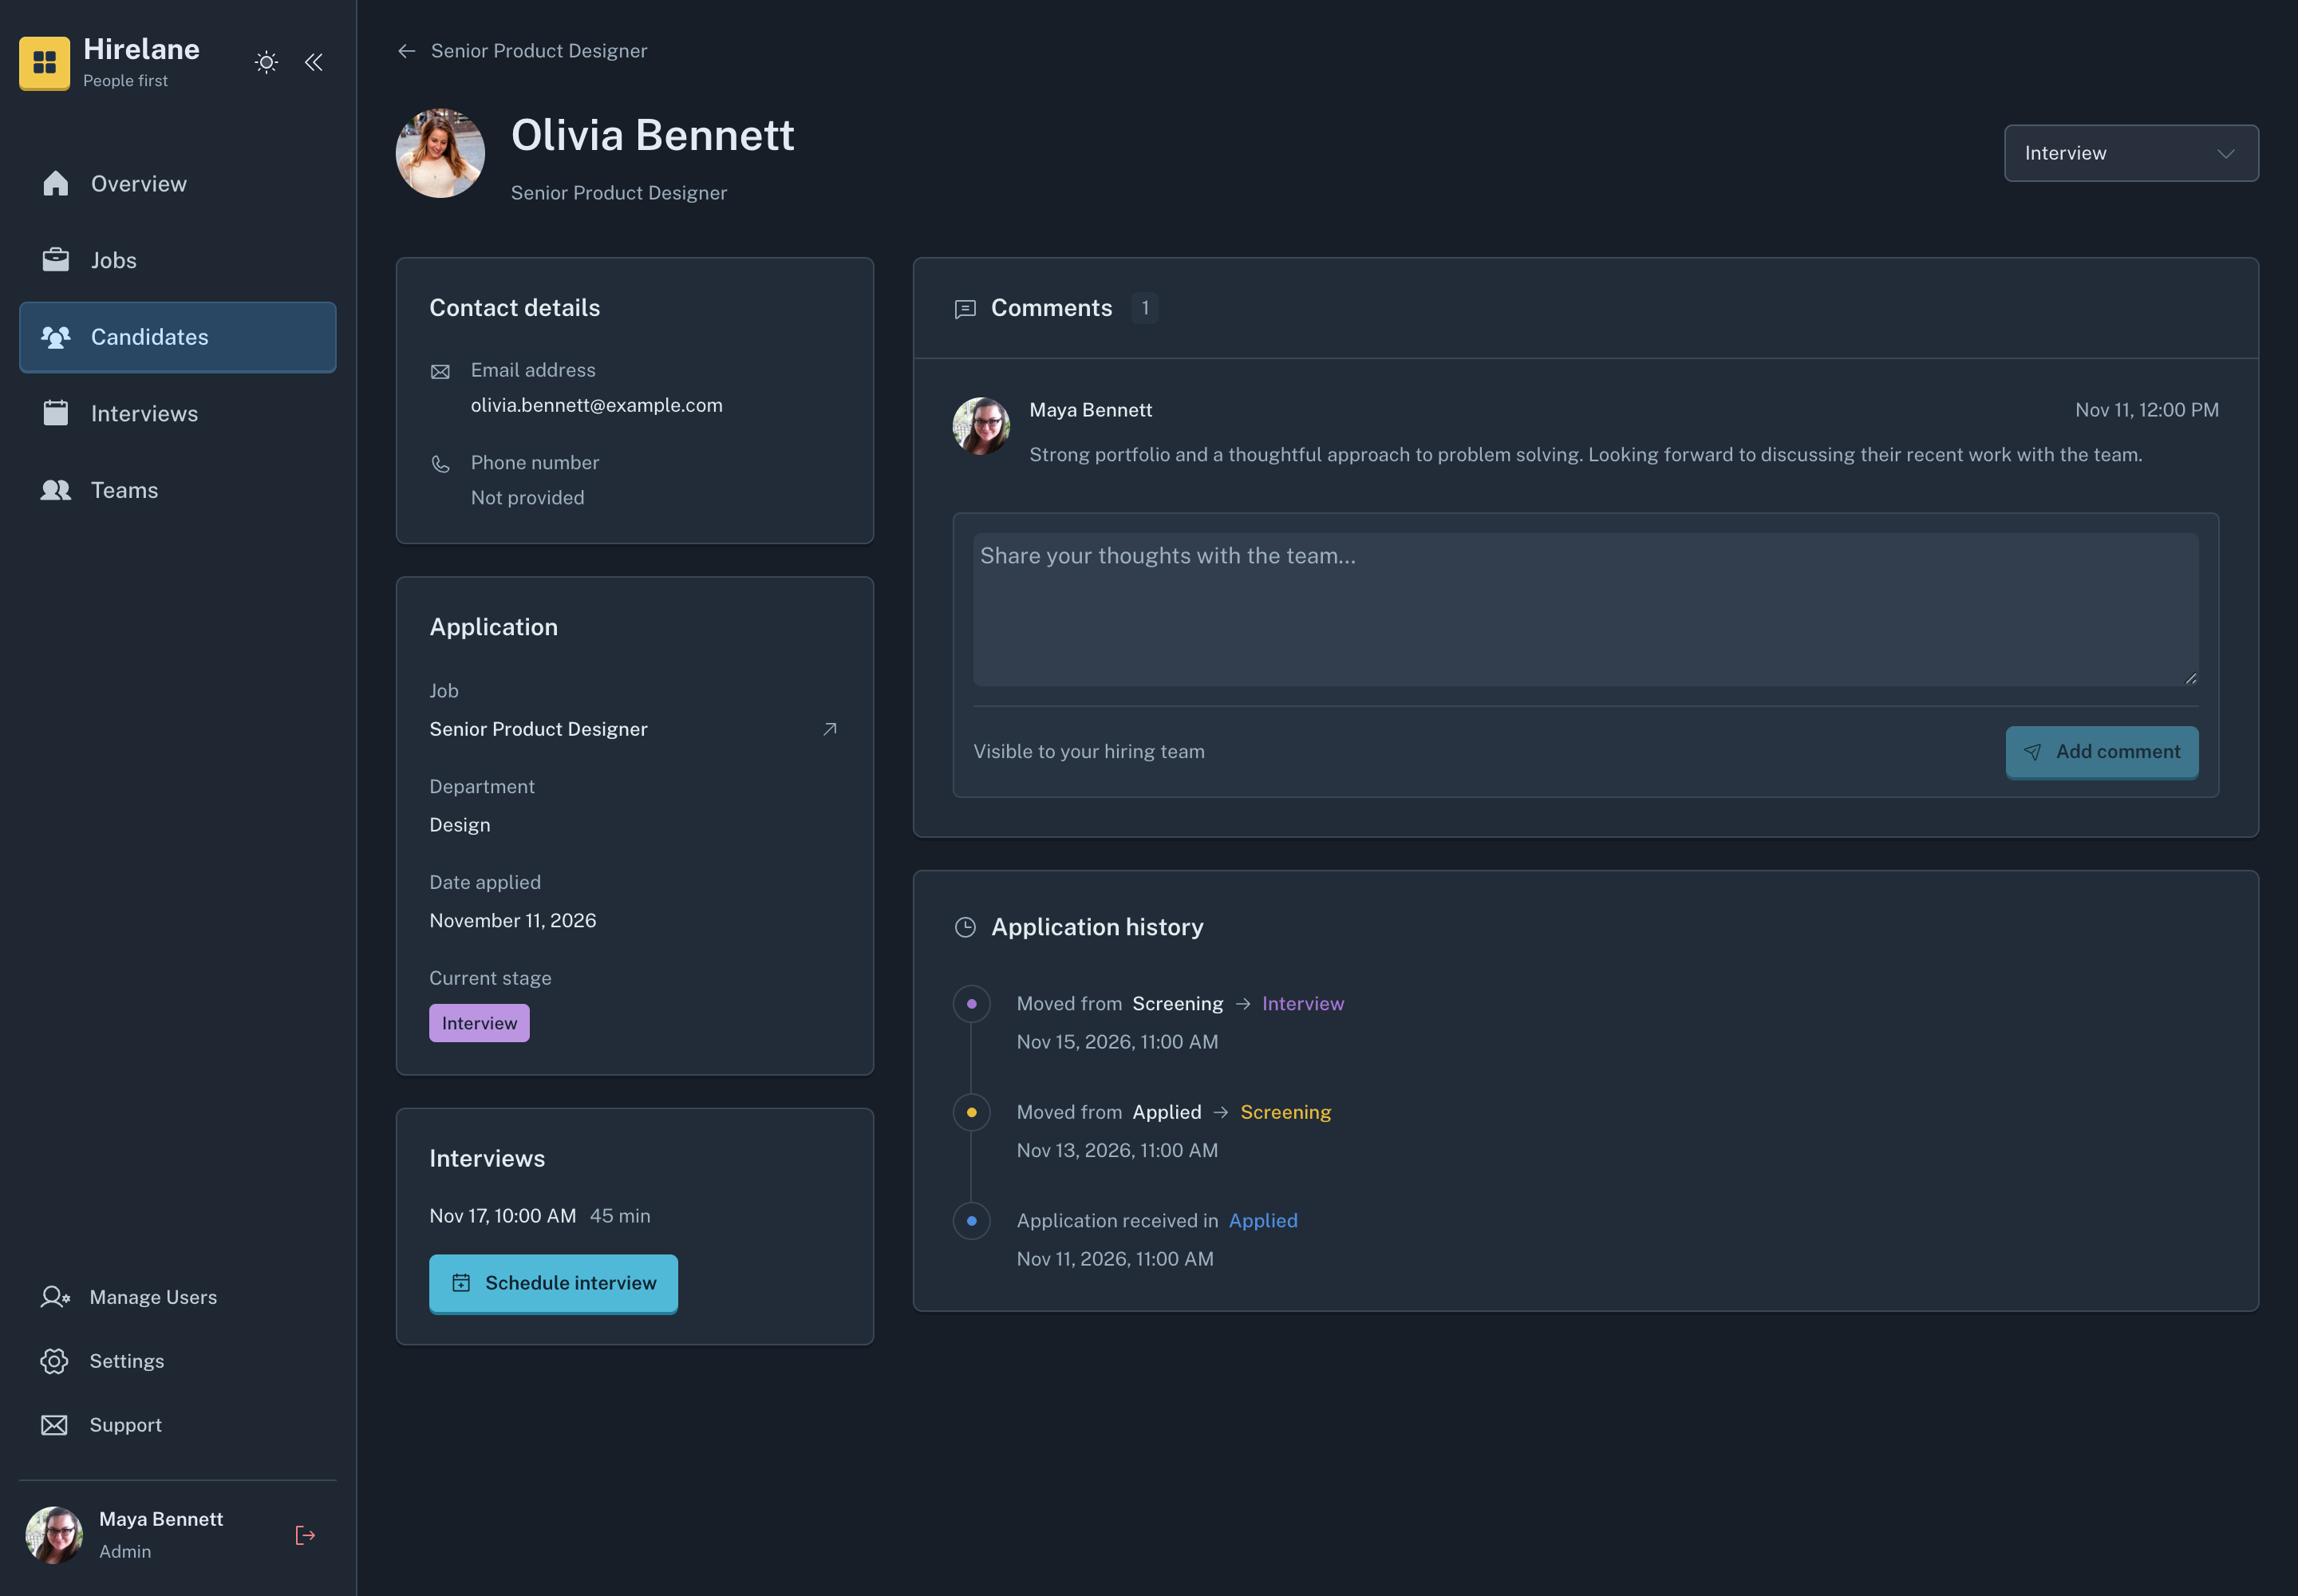 Hirelane
People first
Overview
Jobs
Candidates
Interviews
Teams
Manage Users
Settings
Support
Maya Bennett
Admin
Senior Product Designer
Olivia Bennett
Senior Product Designer
Interview
Contact details
Email address
olivia.bennett@example.com
Phone number
Not provided
Application
Job
Senior Product Designer
Department
Design
Date applied
November 11, 2026
Current stage
Interview
Interviews
Nov 17, 10:00 AM 45 min
Schedule interview
Comments 1
Maya Bennett Nov 11, 12:00 PM
Strong portfolio and a thoughtful approach to problem solving. Looking forward to discussing their recent work with the team.
Share your thoughts with the team...
Visible to your hiring team
Add comment
Application history
Moved from Screening → Interview
Nov 15, 2026, 11:00 AM
Moved from Applied → Screening
Nov 13, 2026, 11:00 AM
Application received in Applied
Nov 11, 2026, 11:00 AM